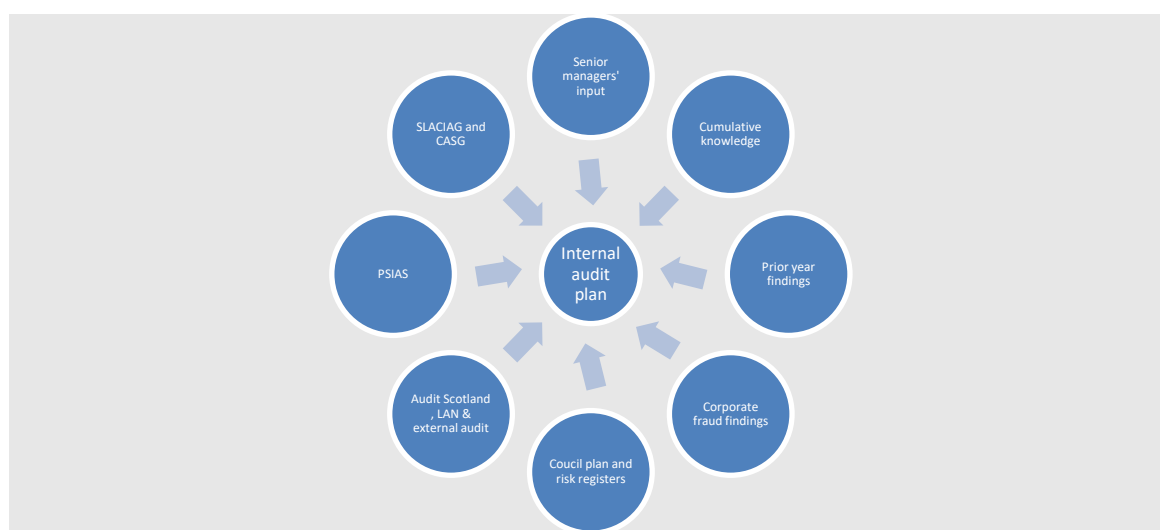 Senior
managers'
input
SLACIAG and
CASG
Cumulative
knowledge
PSIAS
Internal
audit
plan
Prior year
findings
Audit Scotland
, LAN &
external audit
Corporate
fraud findings
Coucil plan and
risk registers